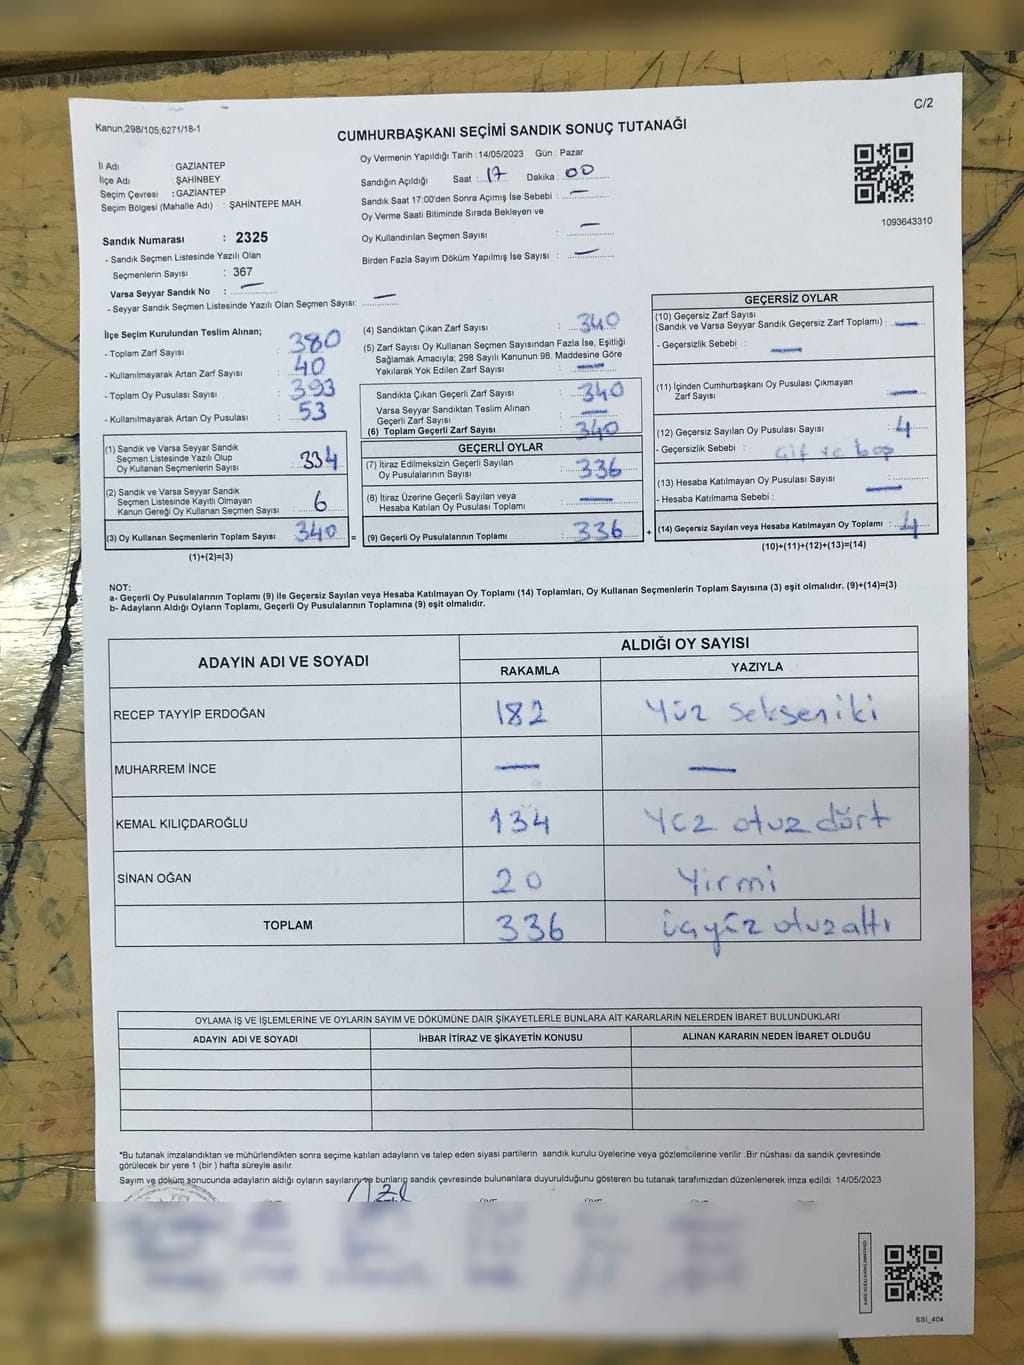 C/2
Kanun;298/105;6271/18-1
CUMHURBAŞKANI SEÇİMİ SANDIK SONUÇ TUTANAĞI
İl Adı : GAZİANTEP
İlçe Adı : ŞAHİNBEY
Seçim Çevresi : GAZİANTEP
Seçim Bölgesi (Mahalle Adı) : ŞAHİNTEPE MAH.
Sandık Numarası : 2325
- Sandık Seçmen Listesinde Yazılı Olan
Seçmenlerin Sayısı : 367
Varsa Seyyar Sandık No : —
- Seyyar Sandık Seçmen Listesinde Yazılı Olan Seçmen Sayısı: —
Oy Vermenin Yapıldığı Tarih : 14/05/2023 Gün : Pazar
Sandığın Açıldığı Saat : 17 Dakika : 00
Sandık Saat 17:00'den Sonra Açılmış İse Sebebi : —
Oy Verme Saati Bitiminde Sırada Bekleyen ve
Oy Kullandırılan Seçmen Sayısı : —
Birden Fazla Sayım Döküm Yapılmış İse Sayısı : —
1093643310
İlçe Seçim Kurulundan Teslim Alınan;
- Toplam Zarf Sayısı : 380
- Kullanılmayarak Artan Zarf Sayısı : 40
- Toplam Oy Pusulası Sayısı : 393
- Kullanılmayarak Artan Oy Pusulası : 53
(1) Sandık ve Varsa Seyyar Sandık
Seçmen Listesinde Yazılı Olup
Oy Kullanan Seçmenlerin Sayısı : 334
(2) Sandık ve Varsa Seyyar Sandık
Seçmen Listesinde Kayıtlı Olmayan
Kanun Gereği Oy Kullanan Seçmen Sayısı : 6
(3) Oy Kullanan Seçmenlerin Toplam Sayısı : 340 =
(1)+(2)=(3)
(4) Sandıktan Çıkan Zarf Sayısı : 340
(5) Zarf Sayısı Oy Kullanan Seçmen Sayısından Fazla İse, Eşitliği
Sağlamak Amacıyla; 298 Sayılı Kanunun 98. Maddesine Göre
Yakılarak Yok Edilen Zarf Sayısı : —
Sandıkta Çıkan Geçerli Zarf Sayısı : 340
Varsa Seyyar Sandıktan Teslim Alınan
Geçerli Zarf Sayısı : —
(6) Toplam Geçerli Zarf Sayısı : 340
GEÇERLİ OYLAR
(7) İtiraz Edilmeksizin Geçerli Sayılan
Oy Pusulalarının Sayısı : 336
(8) İtiraz Üzerine Geçerli Sayılan veya
Hesaba Katılan Oy Pusulası Toplamı : —
(9) Geçerli Oy Pusulalarının Toplamı : 336 +
GEÇERSİZ OYLAR
(10) Geçersiz Zarf Sayısı
(Sandık ve Varsa Seyyar Sandık Geçersiz Zarf Toplamı) : —
- Geçersizlik Sebebi : —
(11) İçinden Cumhurbaşkanı Oy Pusulası Çıkmayan
Zarf Sayısı : —
(12) Geçersiz Sayılan Oy Pusulası Sayısı : 4
- Geçersizlik Sebebi : Çift ve boş
(13) Hesaba Katılmayan Oy Pusulası Sayısı : —
- Hesaba Katılmama Sebebi :
(14) Geçersiz Sayılan veya Hesaba Katılmayan Oy Toplamı : 4
(10)+(11)+(12)+(13)=(14)
NOT:
a- Geçerli Oy Pusulalarının Toplamı (9) ile Geçersiz Sayılan veya Hesaba Katılmayan Oy Toplamı (14) Toplamları, Oy Kullanan Seçmenlerin Toplam Sayısına (3) eşit olmalıdır. (9)+(14)=(3)
b- Adayların Aldığı Oyların Toplamı, Geçerli Oy Pusulalarının Toplamına (9) eşit olmalıdır.
ADAYIN ADI VE SOYADI ALDIĞI OY SAYISI
RAKAMLA YAZIYLA
RECEP TAYYİP ERDOĞAN 182 Yüz sekseniki
MUHARREM İNCE — —
KEMAL KILIÇDAROĞLU 134 Yüz otuz dört
SİNAN OĞAN 20 Yirmi
TOPLAM 336 üçyüz otuzaltı
OYLAMA İŞ VE İŞLEMLERİNE VE OYLARIN SAYIM VE DÖKÜMÜNE DAİR ŞİKAYETLERLE BUNLARA AİT KARARLARIN NELERDEN İBARET BULUNDUKLARI
ADAYIN ADI VE SOYADI İHBAR İTİRAZ VE ŞİKAYETİN KONUSU ALINAN KARARIN NEDEN İBARET OLDUĞU
*Bu tutanak imzalandıktan ve mühürlendikten sonra seçime katılan adayların ve talep eden siyasi partilerin sandık kurulu üyelerine veya gözlemcilerine verilir .Bir nüshası da sandık çevresinde
görülecek bir yere 1 (bir ) hafta süreyle asılır.
Sayım ve döküm sonucunda adayların aldığı oyların sayılarını ve bunların sandık çevresinde bulunanlara duyurulduğunu gösteren bu tutanak tarafımızdan düzenlenerek imza edildi. 14/05/2023
SSI_404